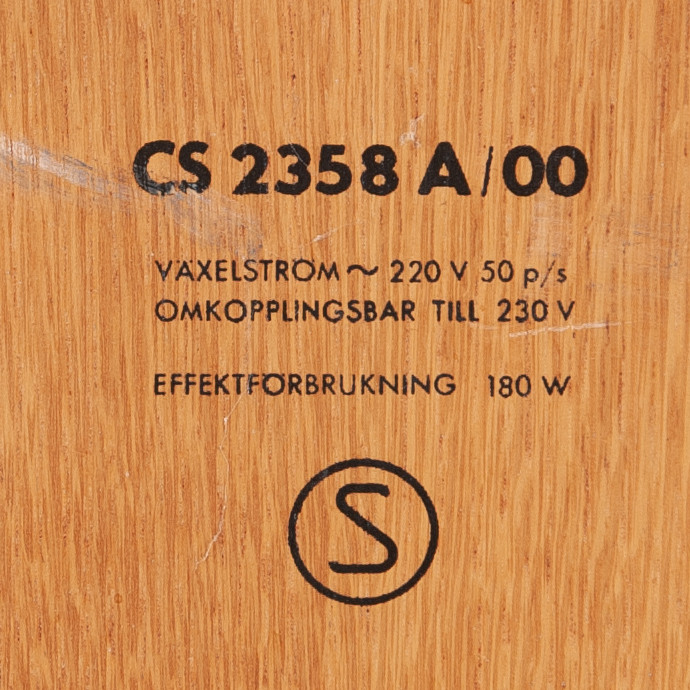 CS 2358 A/00
VÄXELSTRÖM ~ 220 V 50 p/s
OMKOPPLINGSBAR TILL 230 V
EFFEKTFÖRBRUKNING 180 W
S